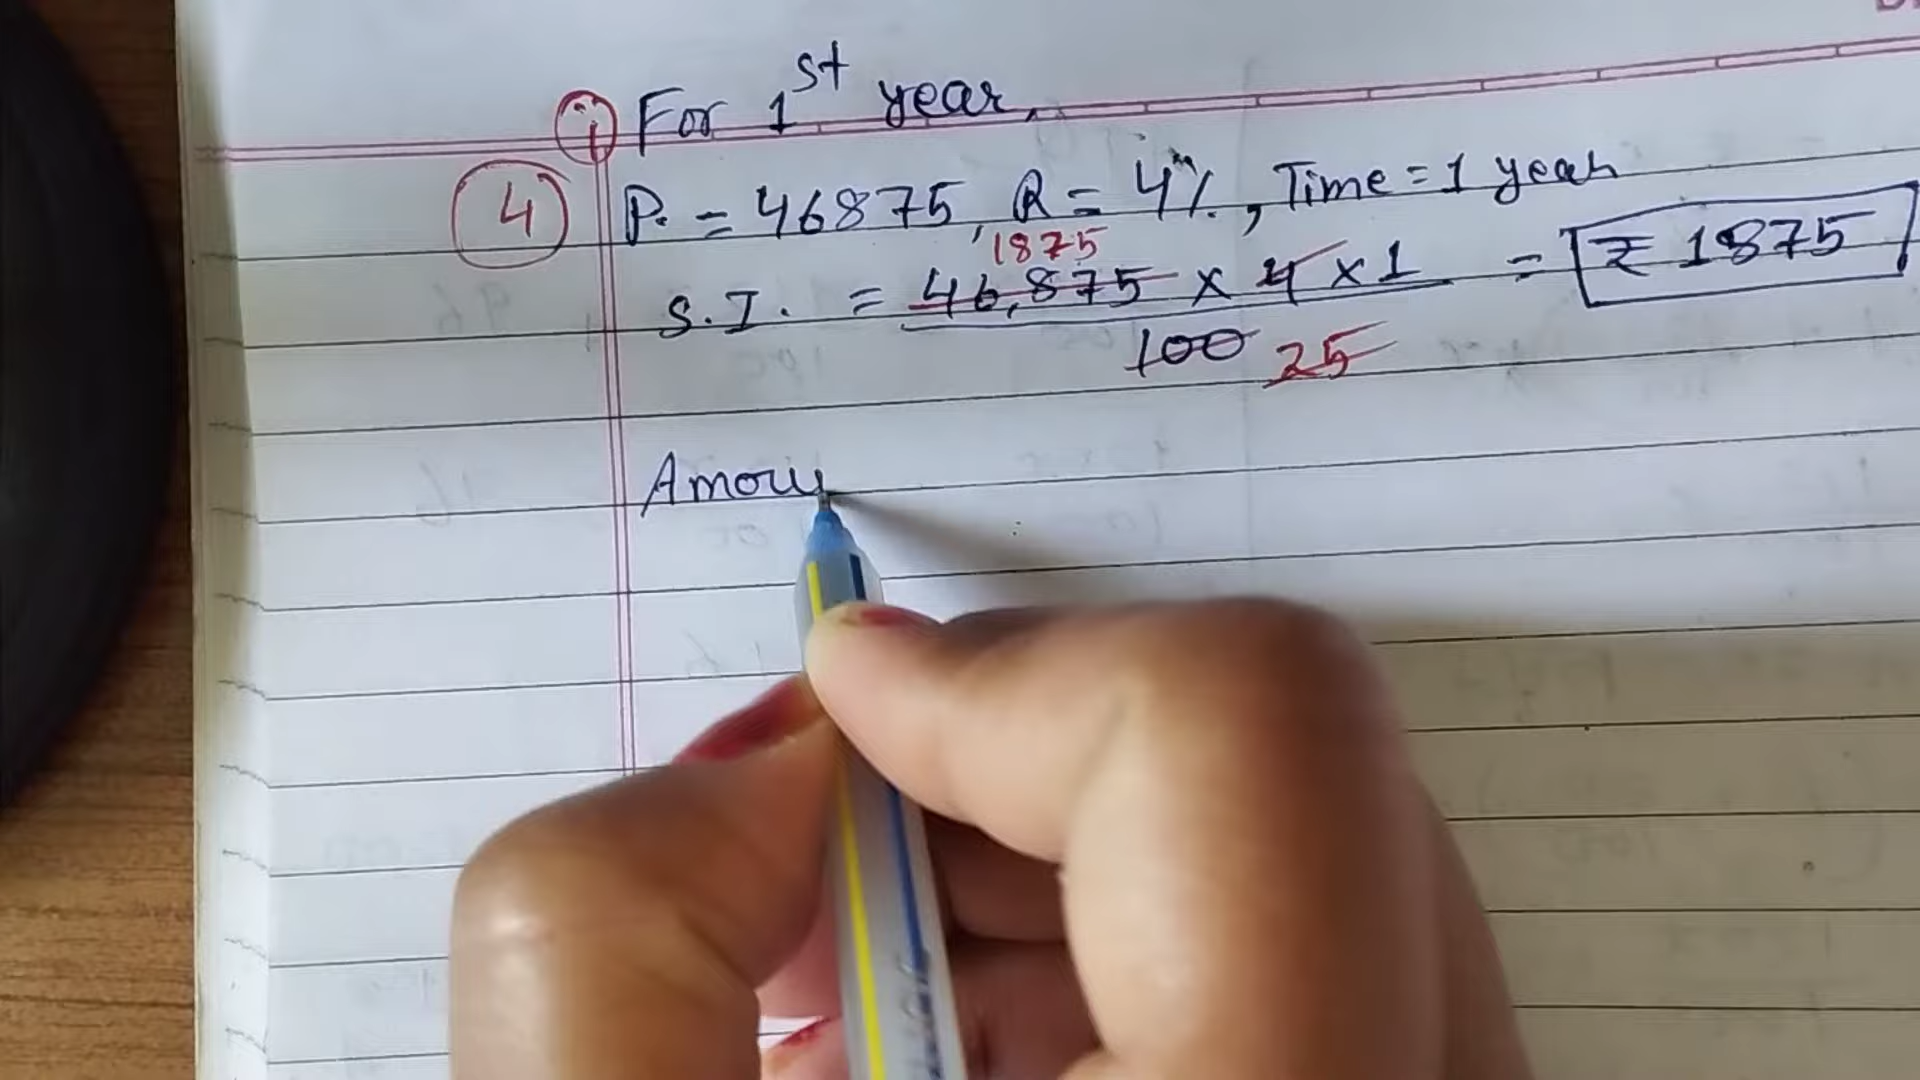 i For 1st year,
4 P. = 46875, R = 4%, Time = 1 year
1875
S.I. = 46,875 x 4 x 1 = ₹ 1875
100 25
Amou